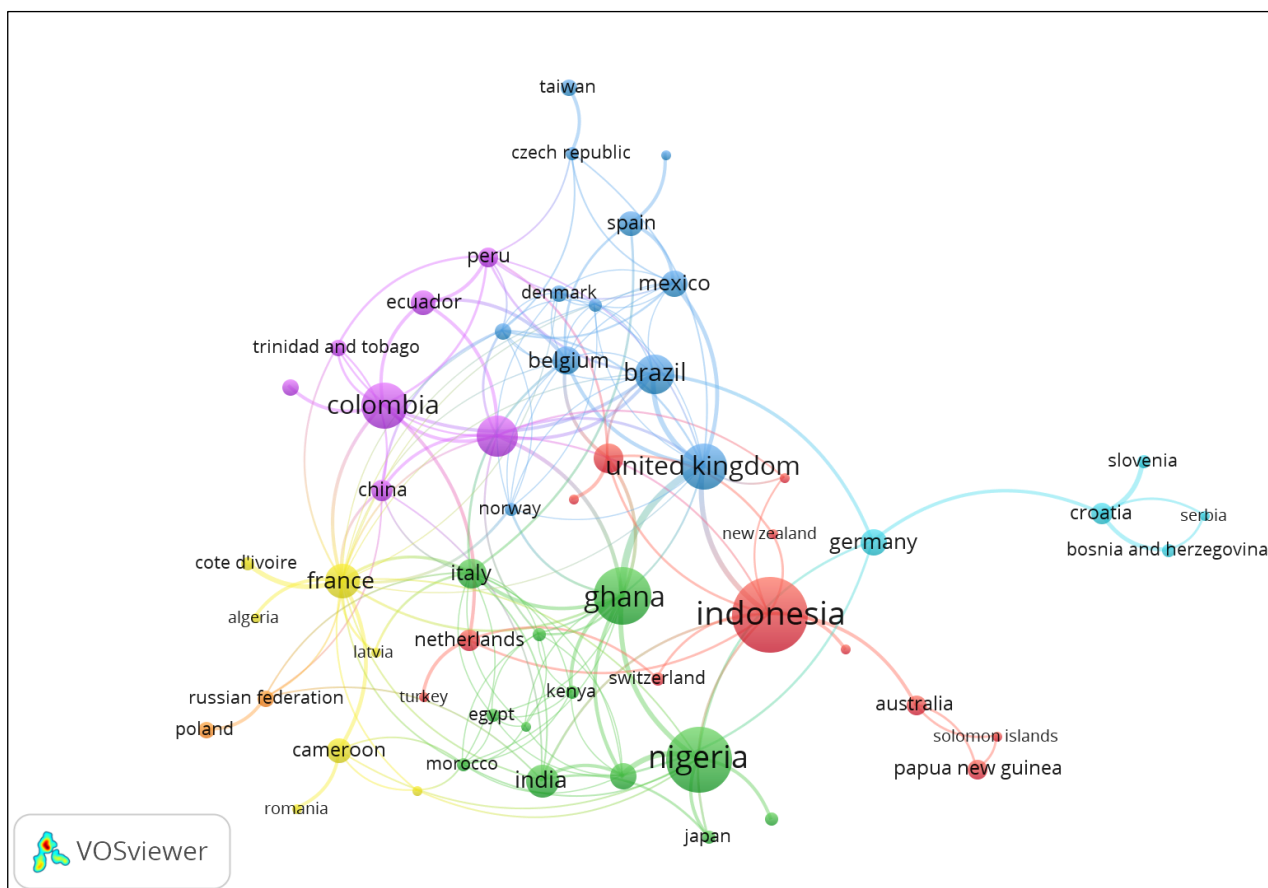 taiwan
czech republic
spain
peru
mexico
denmark
ecuador
trinidad and tobago
belgium
brazil
colombia
united kingdom
slovenia
china
norway
croatia
serbia
new zealand
germany
bosnia and herzegovina
cote d'ivoire
italy
france
ghana
indonesia
algeria
netherlands
latvia
switzerland
kenya
russian federation
turkey
australia
egypt
poland
solomon islands
cameroon
nigeria
morocco
india
papua new guinea
romania
japan
VOSviewer